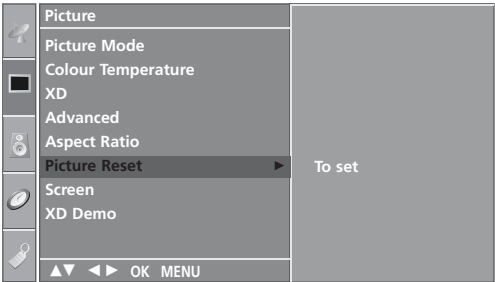 Picture
Picture Mode
Colour Temperature
XD
Advanced
Aspect Ratio
Picture Reset ► To set
Screen
XD Demo
▲▼ ◄► OK MENU